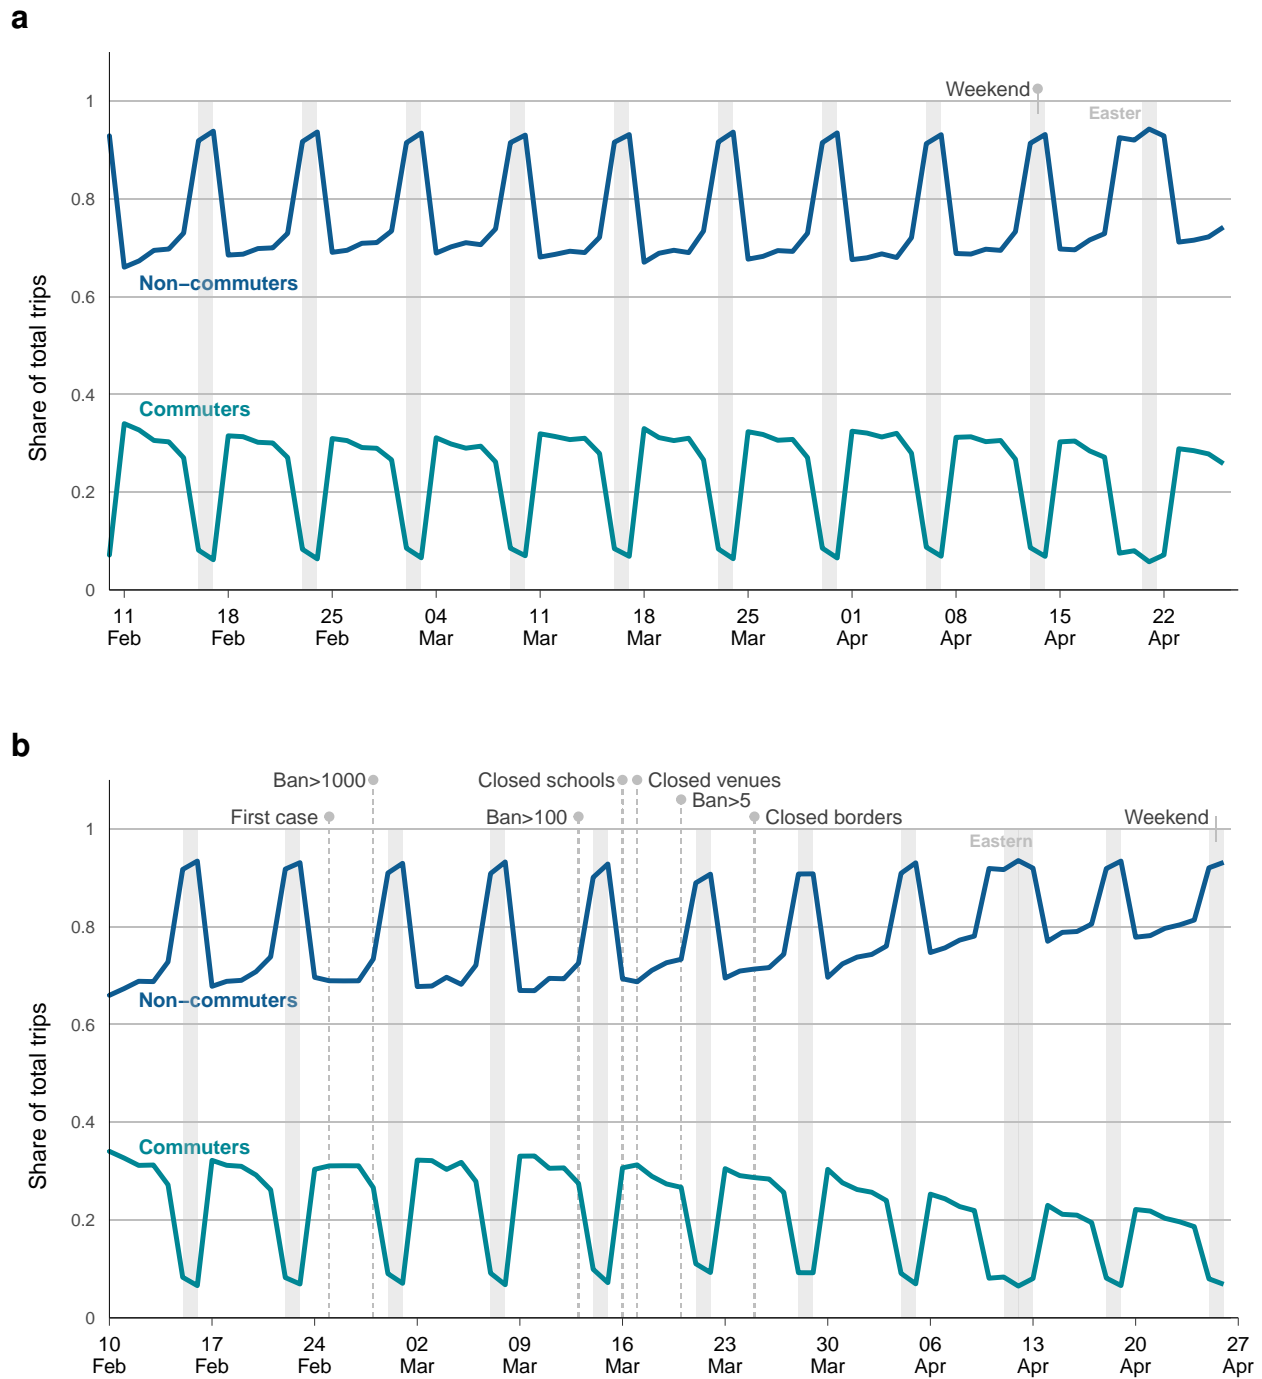 a
Weekend
1
Easter
0.8
Non−commuters
0.6
Share of total trips
0.4
Commuters
0.2
0
11 18 25 04 11 18 25 01 08 15 22
Feb Feb Feb Mar Mar Mar Mar Apr Apr Apr Apr
b
Ban>1000 Closed schools Closed venues
Ban>5
First case Ban>100 Closed borders Weekend
1
Eastern
0.8
Non−commuters
0.6
Share of total trips
0.4
Commuters
0.2
0
10 17 24 02 09 16 23 30 06 13 20 27
Feb Feb Feb Mar Mar Mar Mar Mar Apr Apr Apr Apr